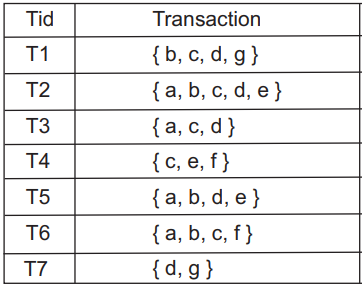 Tid Transaction
T1 { b, c, d, g }
T2 { a, b, c, d, e }
T3 { a, c, d }
T4 { c, e, f }
T5 { a, b, d, e }
T6 { a, b, c, f }
T7 { d, g }